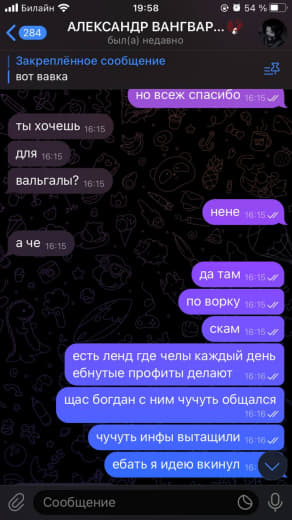 Билайн 19:58 54 %
284 АЛЕКСАНДР ВАНГВАР...
был(а) недавно
Закреплённое сообщение
вот вавка
но всеж спасибо 16:15
ты хочешь 16:15
для 16:15
вальгалы? 16:15
нене 16:15
а че 16:15
да там 16:15
по ворку 16:15
скам 16:15
есть ленд где челы каждый день
ебнутые профиты делают 16:16
щас богдан с ним чучуть общался
16:16
чучуть инфы вытащили 16:16
ебать я идею вкинул 16:16
Сообщение